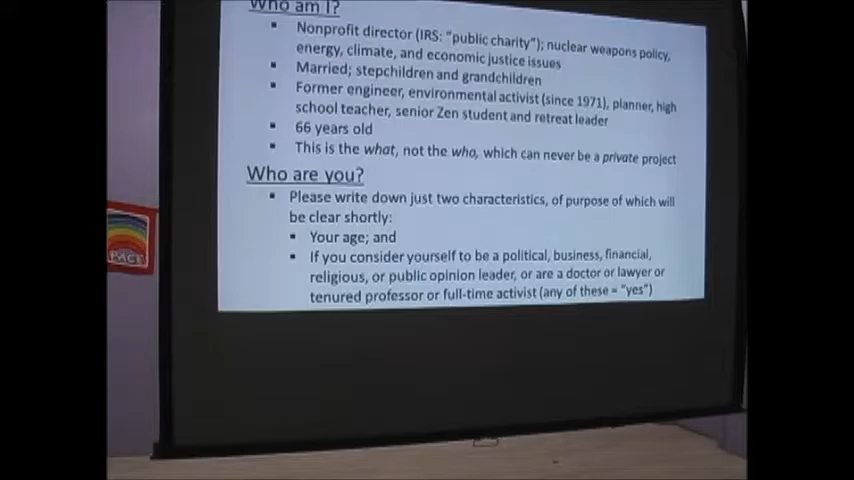 Who am I?
▪ Nonprofit director (IRS: "public charity"); nuclear weapons policy,
energy, climate, and economic justice issues
▪ Married; stepchildren and grandchildren
▪ Former engineer, environmental activist (since 1971), planner, high
school teacher, senior Zen student and retreat leader
▪ 66 years old
▪ This is the what, not the who, which can never be a private project
Who are you?
▪ Please write down just two characteristics, of purpose of which will
be clear shortly:
▪ Your age; and
▪ If you consider yourself to be a political, business, financial,
religious, or public opinion leader, or are a doctor or lawyer or
tenured professor or full-time activist (any of these = "yes")
PACE